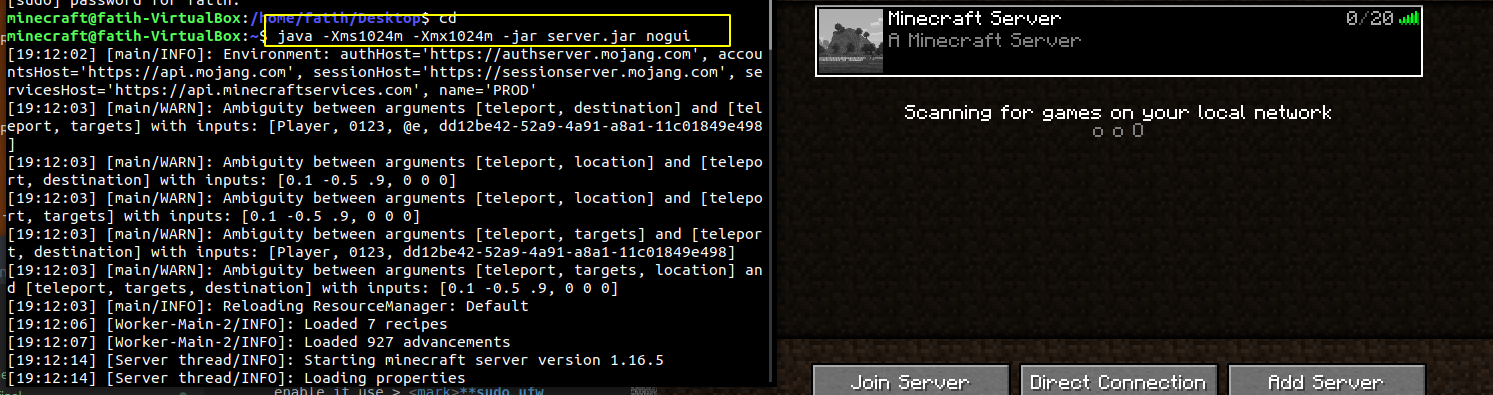 [sudo] password for fatih:
minecraft@fatih-VirtualBox:/home/fatih/Desktop$ cd
minecraft@fatih-VirtualBox:~$ java -Xms1024m -Xmx1024m -jar server.jar nogui
[19:12:02] [main/INFO]: Environment: authHost='https://authserver.mojang.com', accou
ntsHost='https://api.mojang.com', sessionHost='https://sessionserver.mojang.com', se
rvicesHost='https://api.minecraftservices.com', name='PROD'
[19:12:03] [main/WARN]: Ambiguity between arguments [teleport, destination] and [tel
eport, targets] with inputs: [Player, 0123, @e, dd12be42-52a9-4a91-a8a1-11c01849e498
]
[19:12:03] [main/WARN]: Ambiguity between arguments [teleport, location] and [telepo
rt, destination] with inputs: [0.1 -0.5 .9, 0 0 0]
[19:12:03] [main/WARN]: Ambiguity between arguments [teleport, location] and [telepo
rt, targets] with inputs: [0.1 -0.5 .9, 0 0 0]
[19:12:03] [main/WARN]: Ambiguity between arguments [teleport, targets] and [telepor
t, destination] with inputs: [Player, 0123, dd12be42-52a9-4a91-a8a1-11c01849e498]
[19:12:03] [main/WARN]: Ambiguity between arguments [teleport, targets, location] an
d [teleport, targets, destination] with inputs: [0.1 -0.5 .9, 0 0 0]
[19:12:03] [main/INFO]: Reloading ResourceManager: Default
[19:12:06] [Worker-Main-2/INFO]: Loaded 7 recipes
[19:12:07] [Worker-Main-2/INFO]: Loaded 927 advancements
[19:12:14] [Server thread/INFO]: Starting minecraft server version 1.16.5
[19:12:14] [Server thread/INFO]: Loading properties
enable it use > <mark>**sudo ufw
Minecraft Server
0/20
A Minecraft Server
Scanning for games on your local network
o o O
Join Server
Direct Connection
Add Server